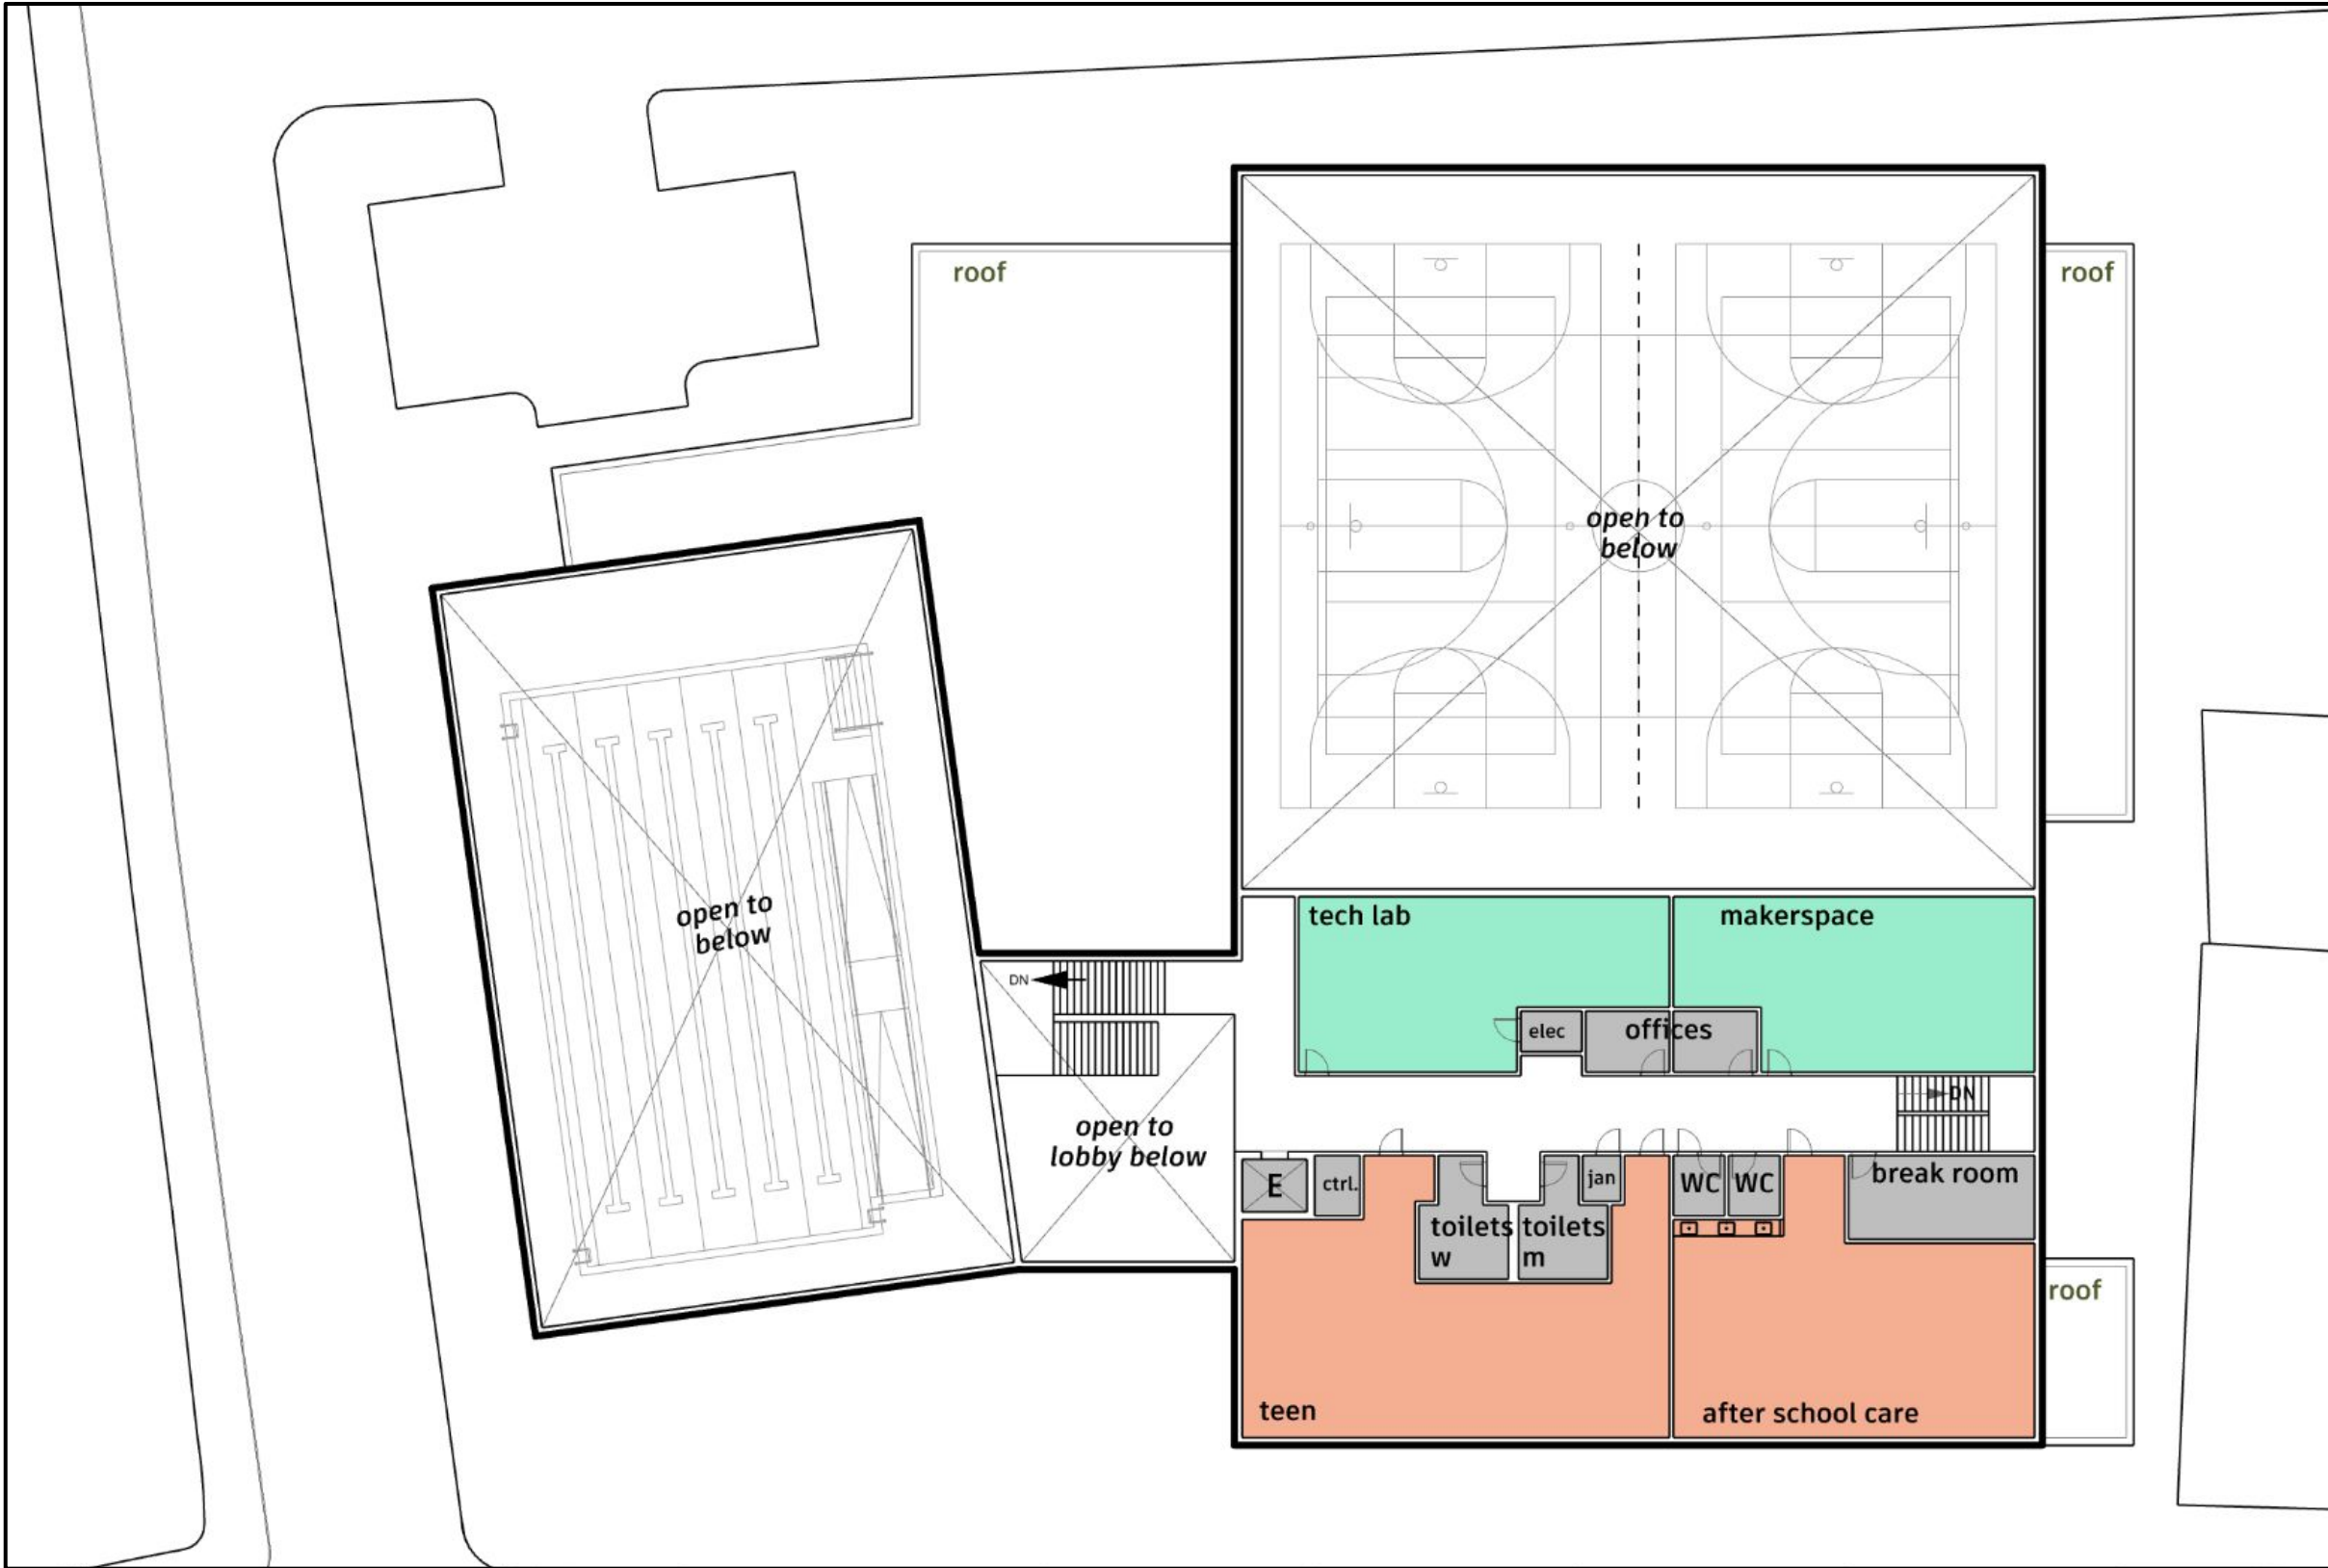 roof
roof
open to
below
open to
below
tech lab
makerspace
DN
elec
offices
DN
open to
lobby below
E
ctrl.
jan
WC
WC
break room
toilets
w
toilets
m
roof
teen
after school care